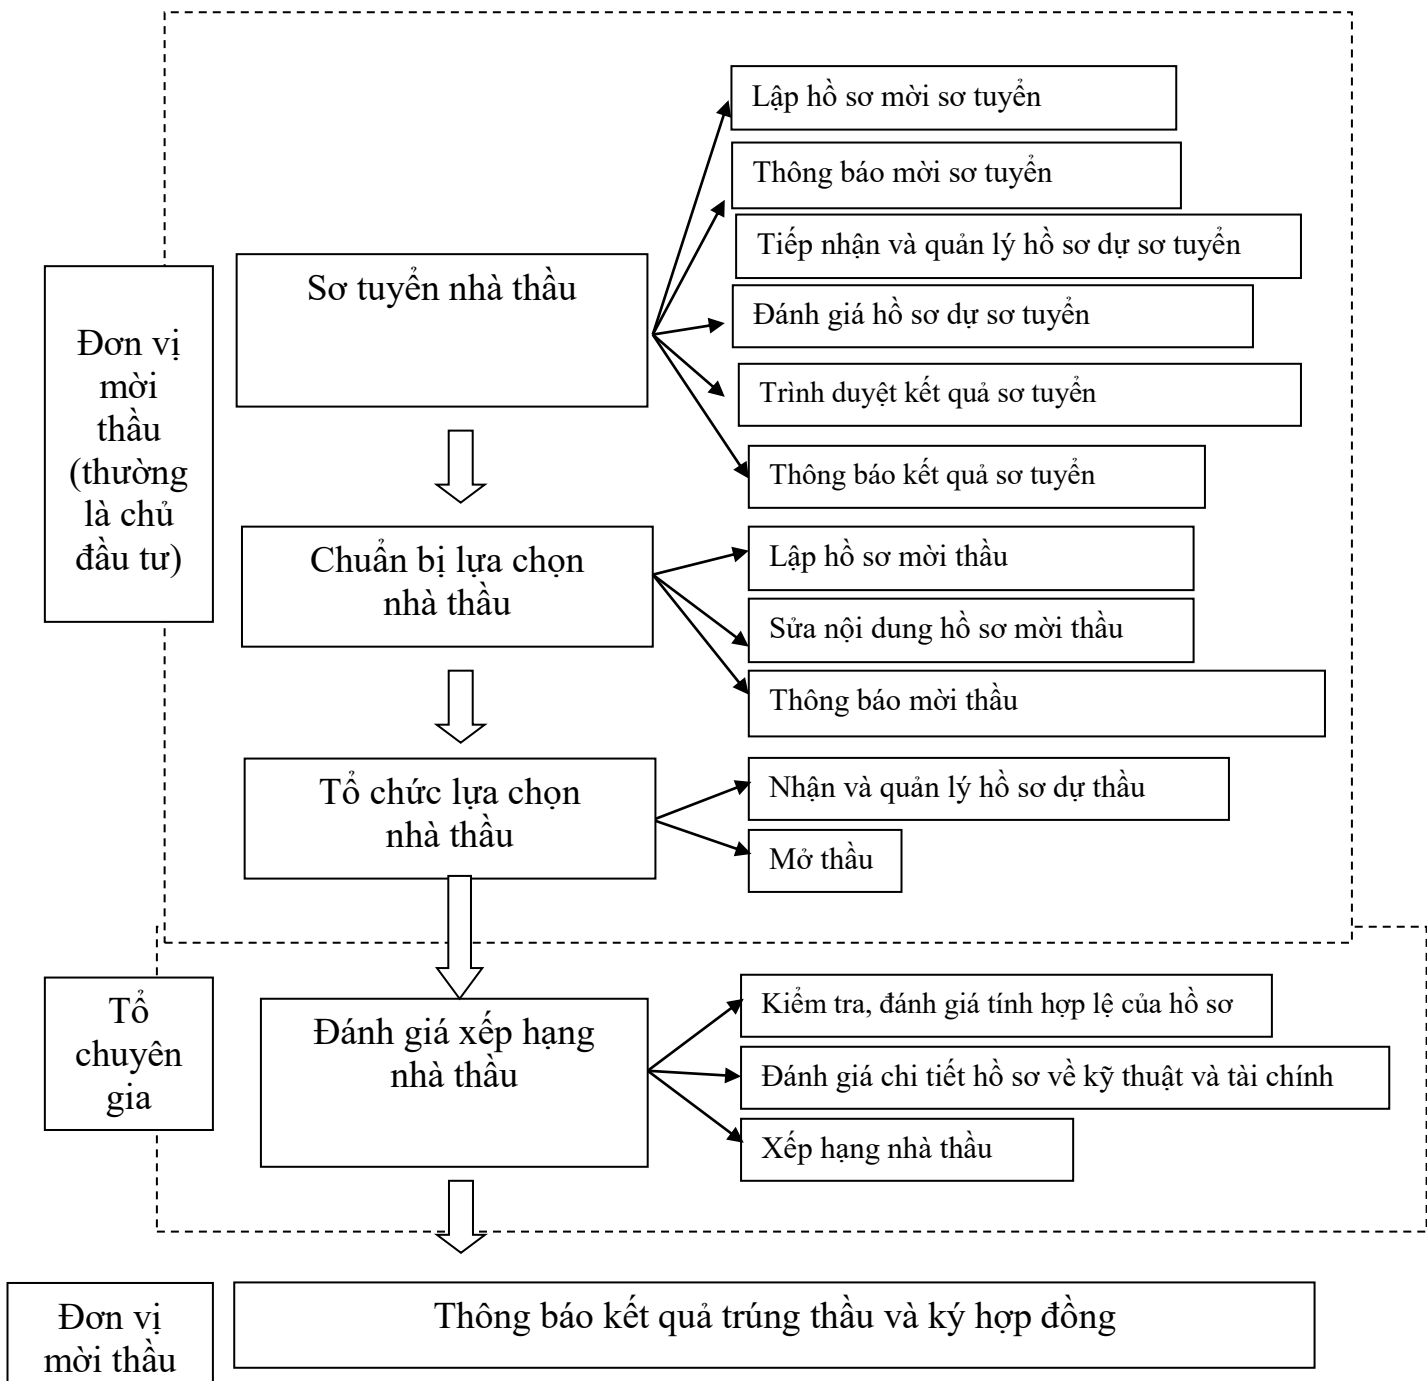 Lập hồ sơ mời sơ tuyển
Thông báo mời sơ tuyển
Tiếp nhận và quản lý hồ sơ dự sơ tuyển
Sơ tuyển nhà thầu
Đánh giá hồ sơ dự sơ tuyển
Trình duyệt kết quả sơ tuyển
Thông báo kết quả sơ tuyển
Đơn vị
mời
thầu
(thường
là chủ
đầu tư)
Chuẩn bị lựa chọn
nhà thầu
Lập hồ sơ mời thầu
Sửa nội dung hồ sơ mời thầu
Thông báo mời thầu
Tổ chức lựa chọn
nhà thầu
Nhận và quản lý hồ sơ dự thầu
Mở thầu
Tổ
chuyên
gia
Đánh giá xếp hạng
nhà thầu
Kiểm tra, đánh giá tính hợp lệ của hồ sơ
Đánh giá chi tiết hồ sơ về kỹ thuật và tài chính
Xếp hạng nhà thầu
Đơn vị
mời thầu
Thông báo kết quả trúng thầu và ký hợp đồng